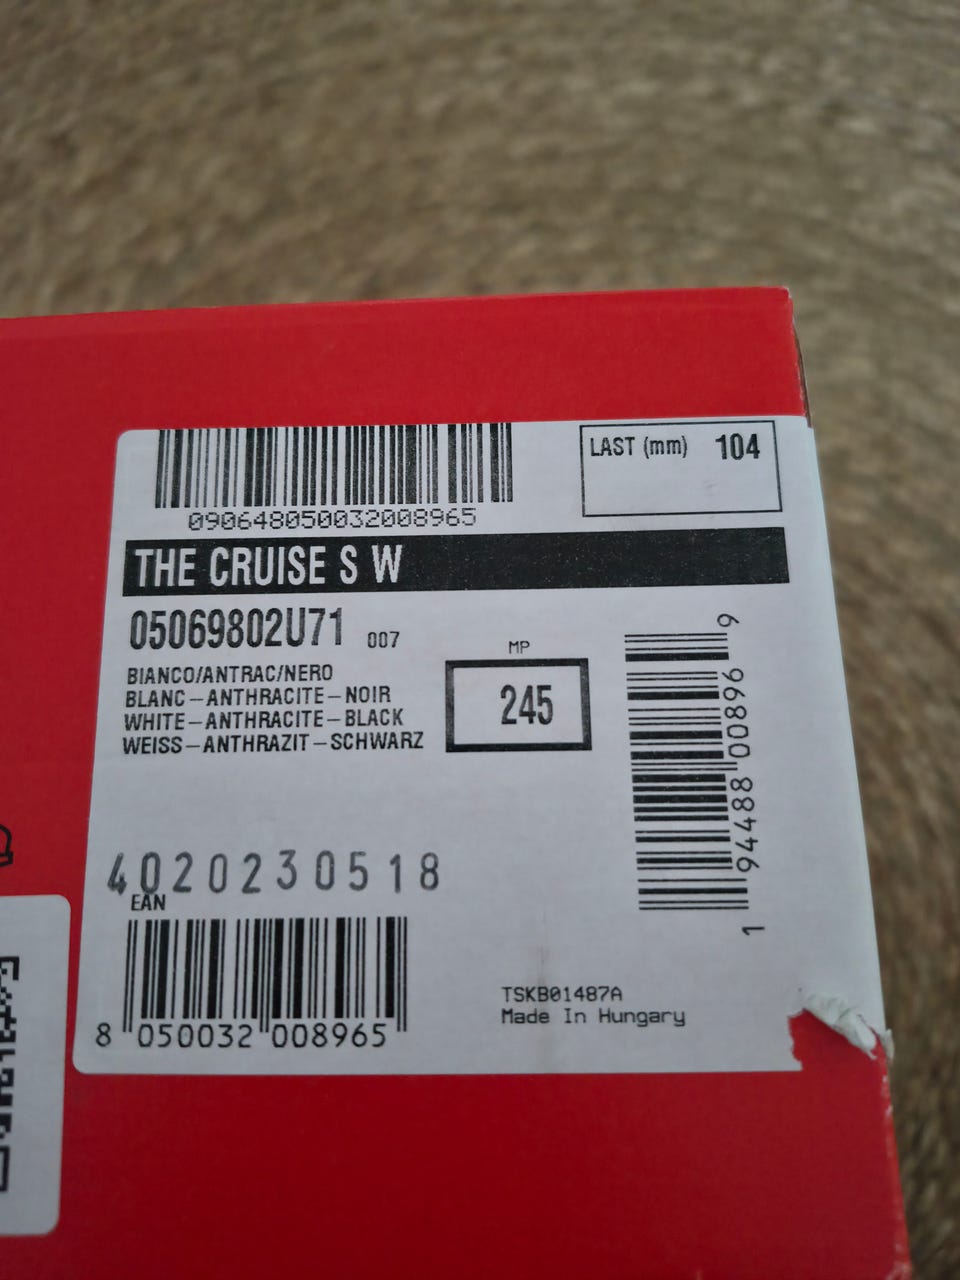 LAST (mm) 104
090648050032008965
THE CRUISE S W
05069802U71 007
BIANCO/ANTRAC/NERO
BLANC-ANTHRACITE-NOIR
WHITE-ANTHRACITE-BLACK
WEISS-ANTHRAZIT-SCHWARZ
MP
245
1 94488 00896 9
4020230518
EAN
8 050032 008965
TSKB01487A
Made In Hungary